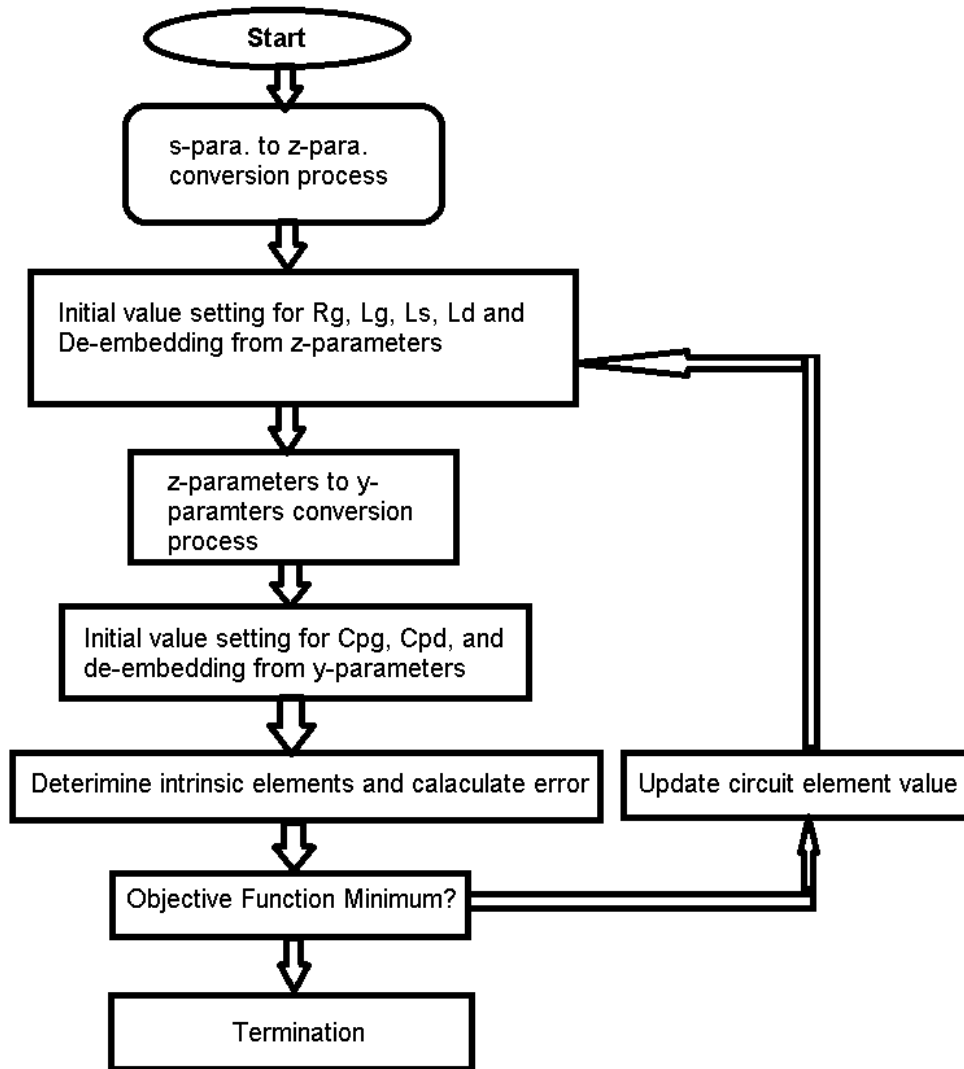 Start
s-para. to z-para.
conversion process
Initial value setting for Rg, Lg, Ls, Ld and
De-embedding from z-parameters
z-parameters to y-
paramters conversion
process
Initial value setting for Cpg, Cpd, and
de-embedding from y-parameters
Deterimine intrinsic elements and calaculate error
Update circuit element value
Objective Function Minimum?
Termination